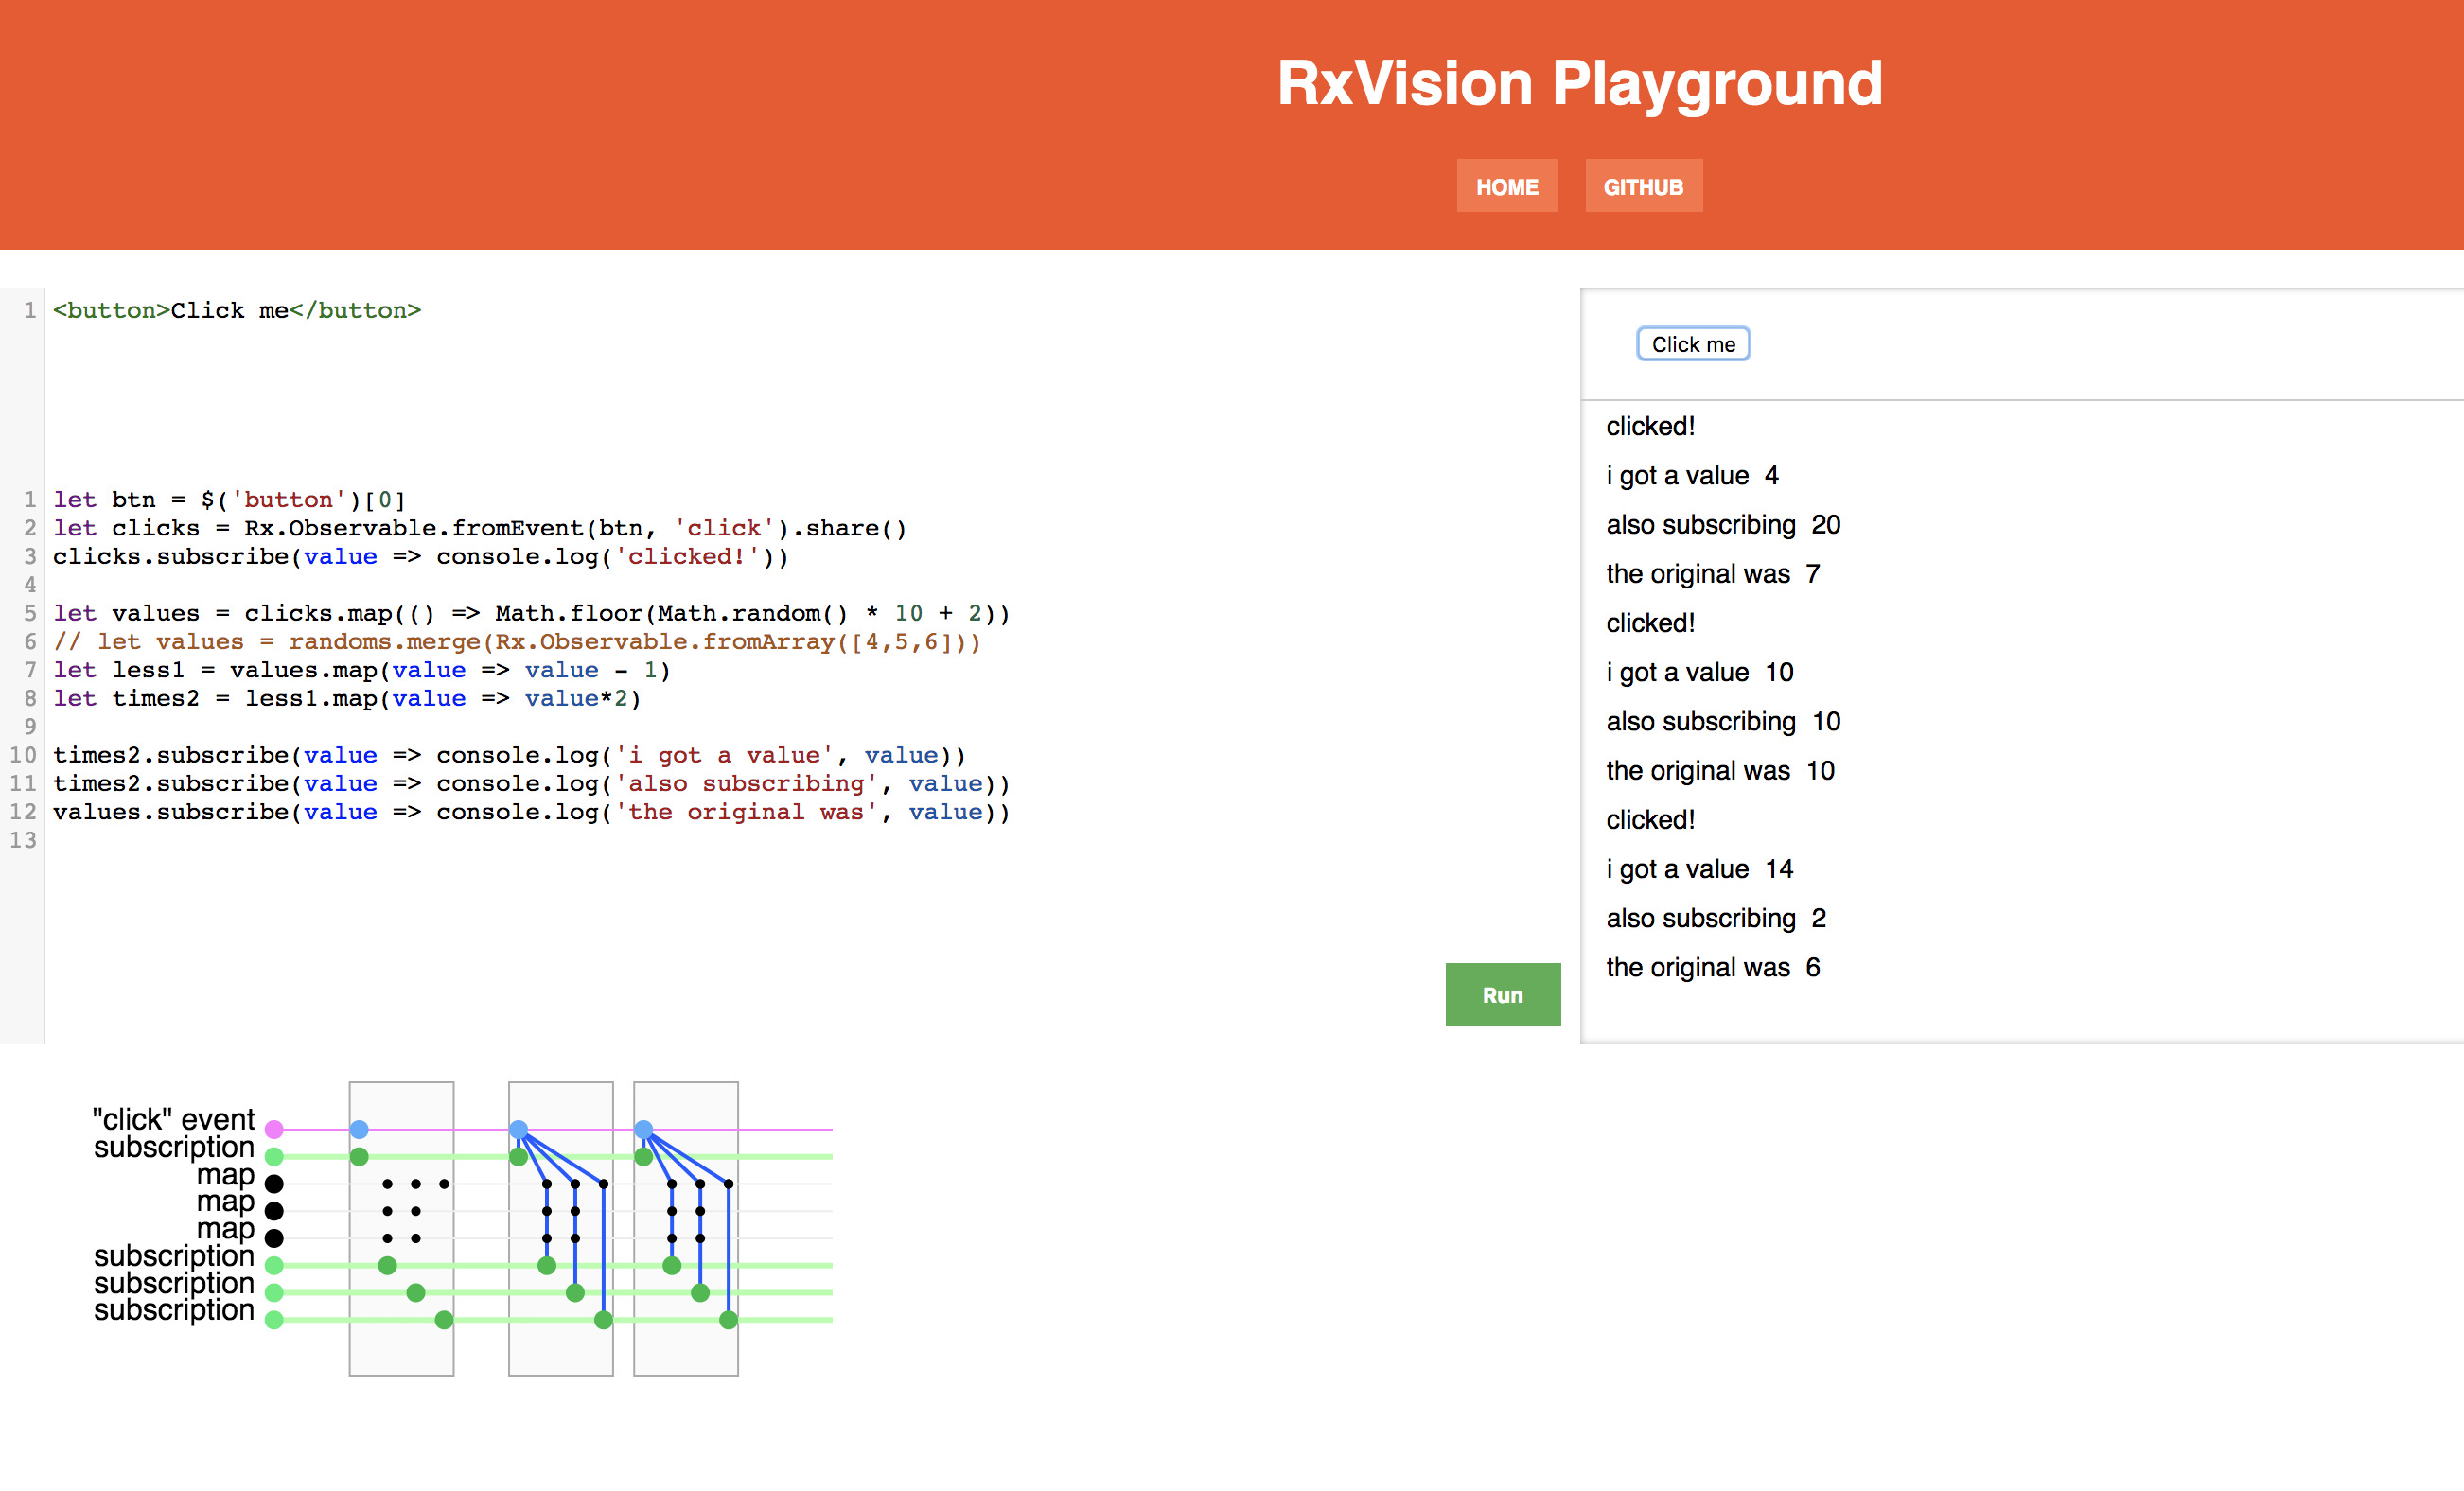 RxVision Playground
HOME GITHUB
1 <button>Click me</button>
1 let btn = $('button')[0]
2 let clicks = Rx.Observable.fromEvent(btn, 'click').share()
3 clicks.subscribe(value => console.log('clicked!'))
4
5 let values = clicks.map(() => Math.floor(Math.random() * 10 + 2))
6 // let values = randoms.merge(Rx.Observable.fromArray([4,5,6]))
7 let less1 = values.map(value => value - 1)
8 let times2 = less1.map(value => value*2)
9
10 times2.subscribe(value => console.log('i got a value', value))
11 times2.subscribe(value => console.log('also subscribing', value))
12 values.subscribe(value => console.log('the original was', value))
13
Run
Click me
clicked!
i got a value 4
also subscribing 20
the original was 7
clicked!
i got a value 10
also subscribing 10
the original was 10
clicked!
i got a value 14
also subscribing 2
the original was 6
"click" event
subscription
map
map
map
subscription
subscription
subscription